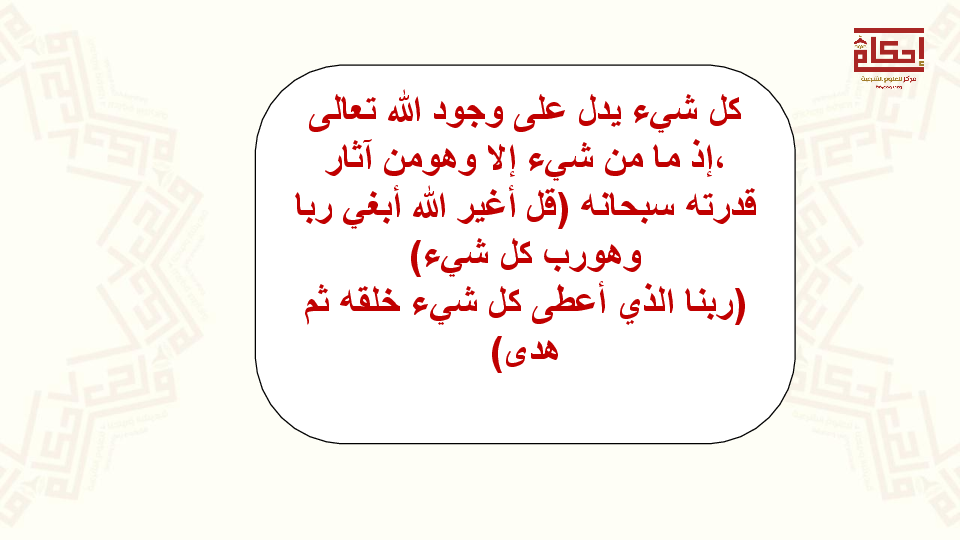 إحكام
مركز للعلوم الشرعية
كل شيء يدل على وجود الله تعالى
،إذ ما من شيء إلا وهومن آثار
قدرته سبحانه (قل أغير الله أبغي ربا
وهورب كل شيء)
(ربنا الذي أعطى كل شيء خلقه ثم
هدى)